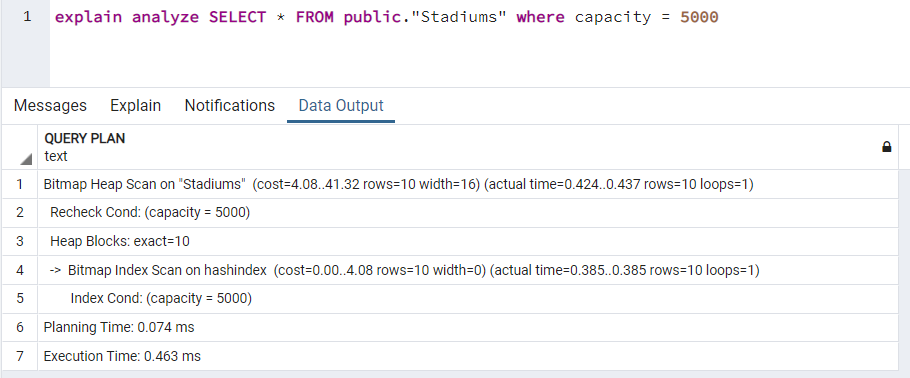 1 explain analyze SELECT * FROM public."Stadiums" where capacity = 5000
Messages Explain Notifications Data Output
QUERY PLAN
text
1 Bitmap Heap Scan on "Stadiums" (cost=4.08..41.32 rows=10 width=16) (actual time=0.424..0.437 rows=10 loops=1)
2 Recheck Cond: (capacity = 5000)
3 Heap Blocks: exact=10
4 -> Bitmap Index Scan on hashindex (cost=0.00..4.08 rows=10 width=0) (actual time=0.385..0.385 rows=10 loops=1)
5 Index Cond: (capacity = 5000)
6 Planning Time: 0.074 ms
7 Execution Time: 0.463 ms